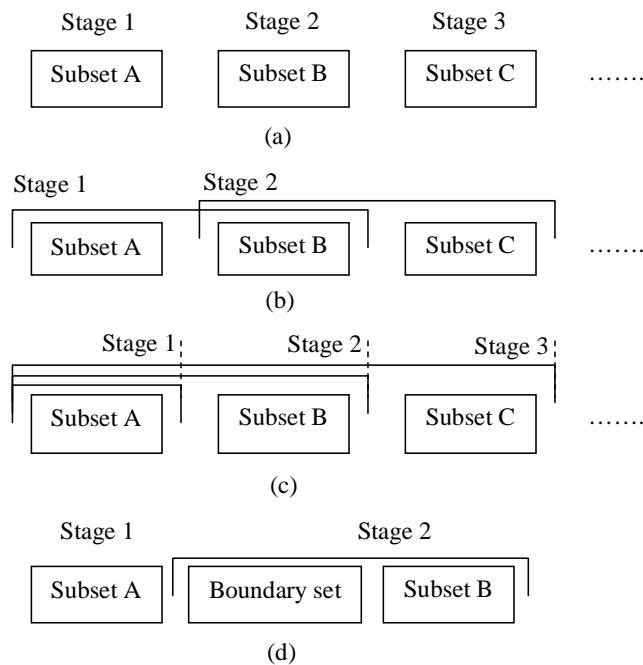 Stage 1 Stage 2 Stage 3
Subset A Subset B Subset C …….
(a)
Stage 1 Stage 2
Subset A Subset B Subset C …….
(b)
Stage 1 Stage 2 Stage 3
Subset A Subset B Subset C …….
(c)
Stage 1 Stage 2
Subset A Boundary set Subset B
(d)